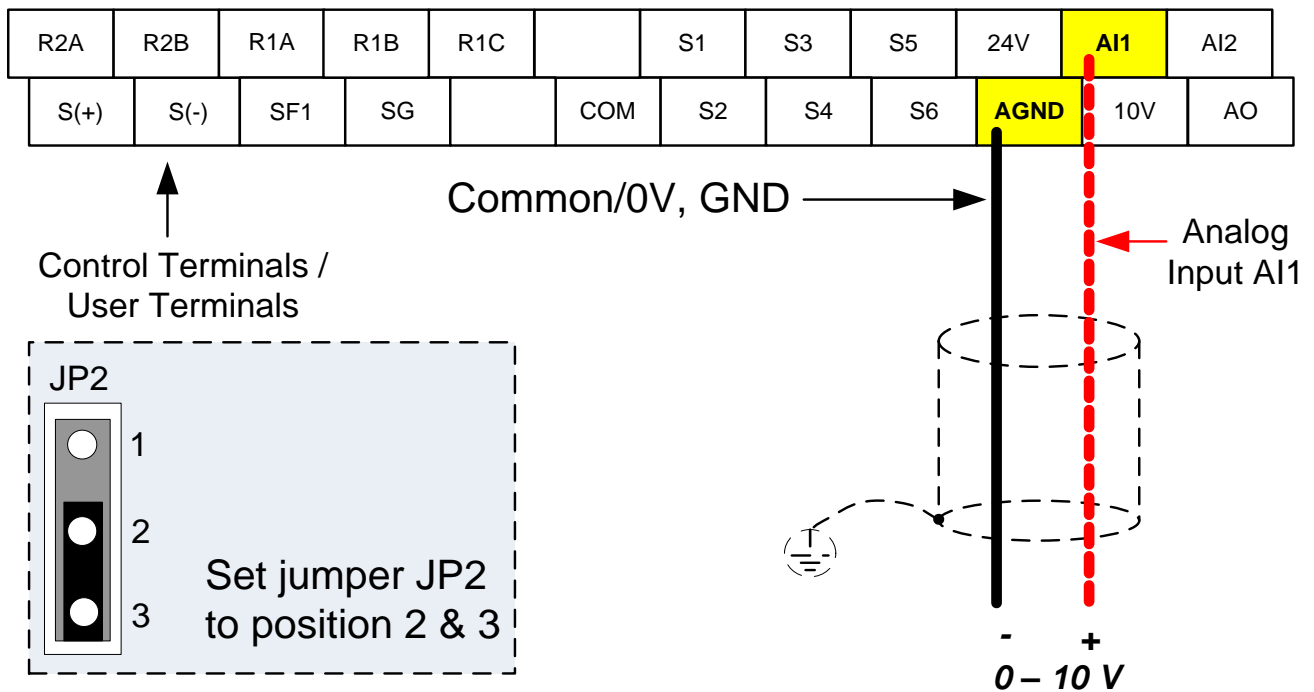 R2A R2B R1A R1B R1C S1 S3 S5 24V AI1 AI2
S(+) S(-) SF1 SG COM S2 S4 S6 AGND 10V AO
Common/0V, GND
Analog
Input AI1
Control Terminals /
User Terminals
JP2
1
2
3
Set jumper JP2
to position 2 & 3
- +
0 – 10 V